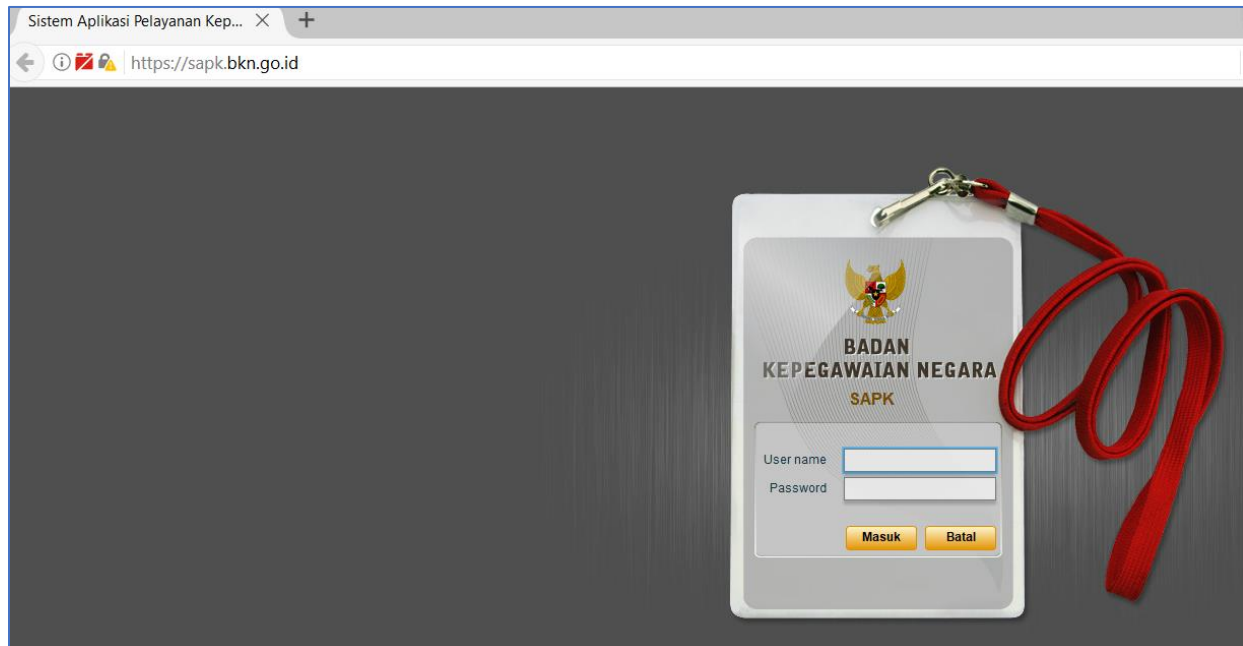 Sistem Aplikasi Pelayanan Kep...
https://sapk.bkn.go.id
BADAN
KEPEGAWAIAN NEGARA
SAPK
User name
Password
Masuk Batal